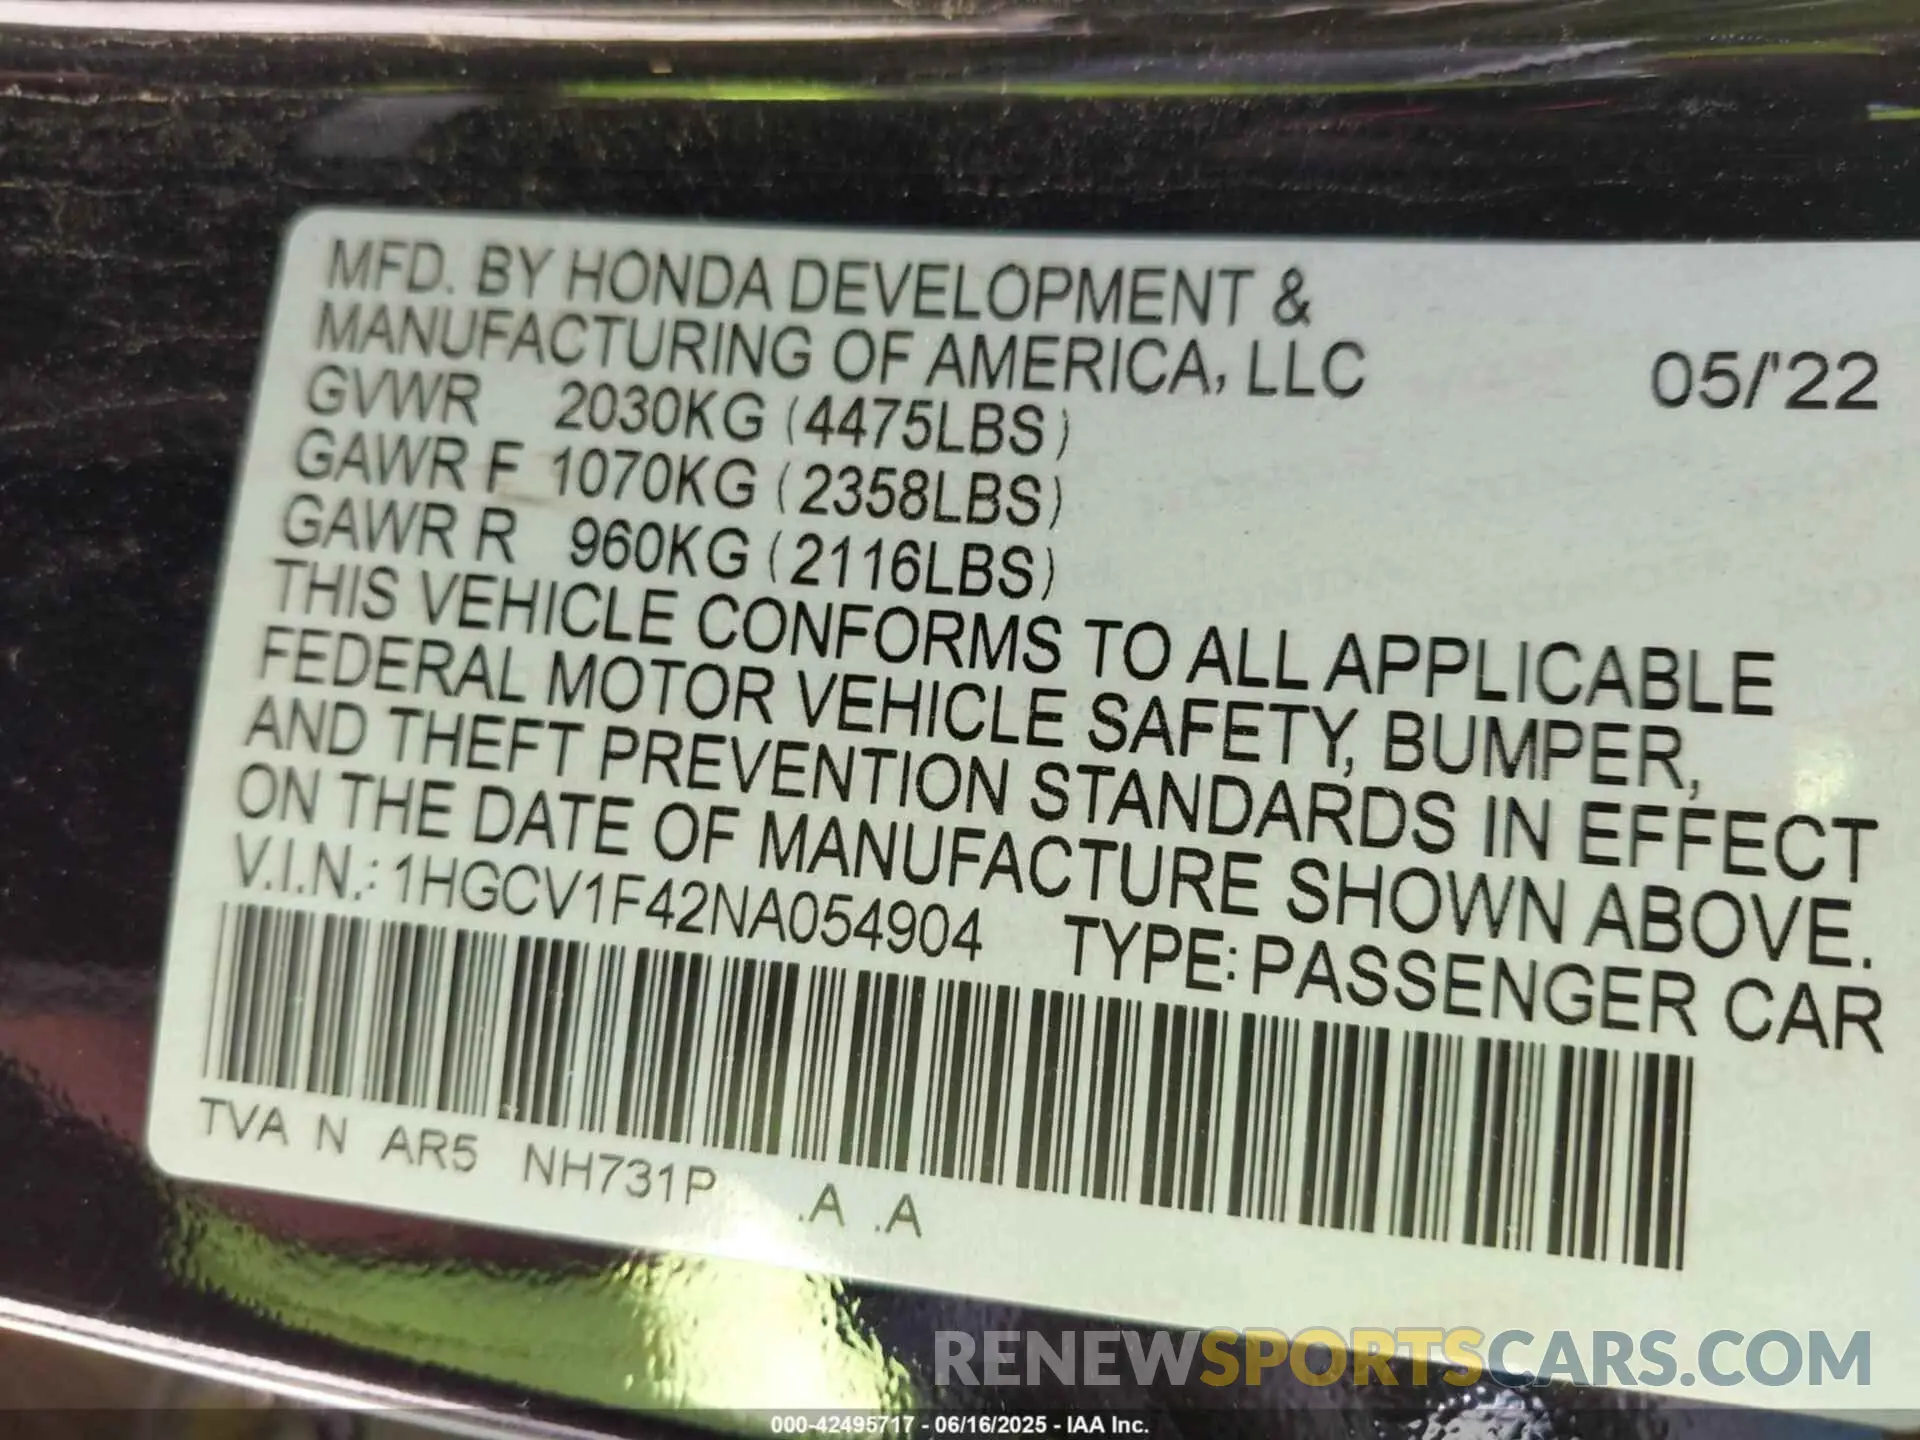 MFD. BY HONDA DEVELOPMENT &
MANUFACTURING OF AMERICA, LLC 05/'22
GVWR 2030KG (4475LBS)
GAWR F 1070KG (2358LBS)
GAWR R 960KG (2116LBS)
THIS VEHICLE CONFORMS TO ALL APPLICABLE
FEDERAL MOTOR VEHICLE SAFETY, BUMPER,
AND THEFT PREVENTION STANDARDS IN EFFECT
ON THE DATE OF MANUFACTURE SHOWN ABOVE.
V.I.N.: 1HGCV1F42NA054904 TYPE: PASSENGER CAR
TVA N AR5 NH731P .A .A
RENEWSPORTSCARS.COM
000-42495717 - 06/16/2025 - IAA Inc.